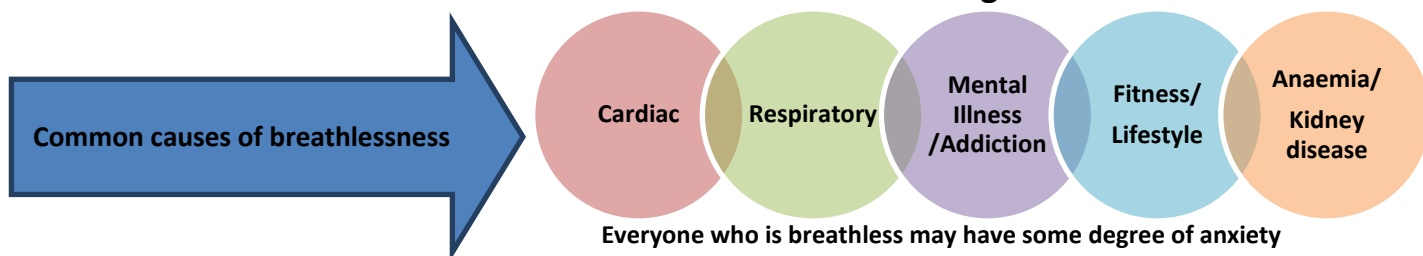 Common causes of breathlessness
Cardiac
Respiratory
Mental
Illness
/Addiction
Fitness/
Lifestyle
Anaemia/
Kidney
disease
Everyone who is breathless may have some degree of anxiety